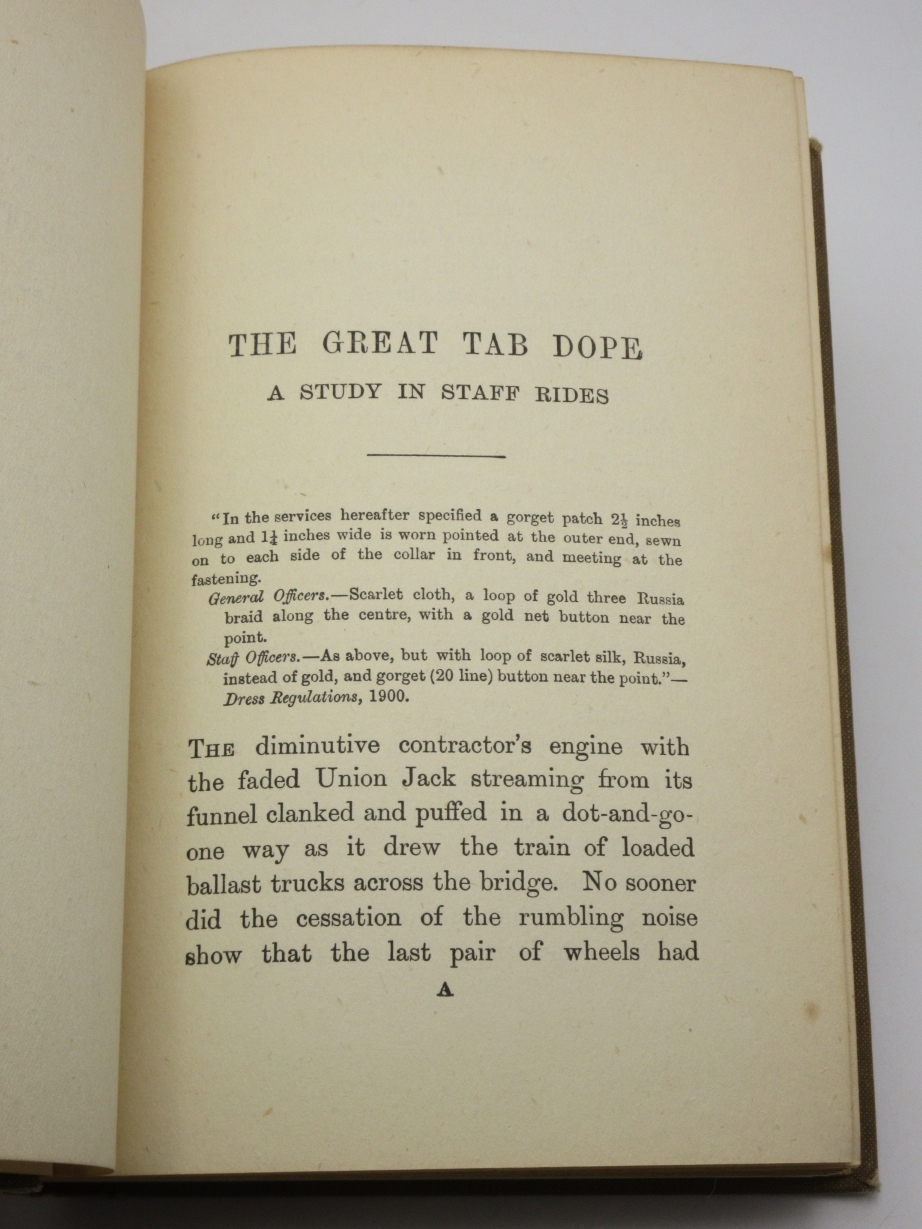 THE GREAT TAB DOPE
A STUDY IN STAFF RIDES
“In the services hereafter specified a gorget patch 2½ inches
long and 1¼ inches wide is worn pointed at the outer end, sewn
on to each side of the collar in front, and meeting at the
fastening.
General Officers.—Scarlet cloth, a loop of gold three Russia
braid along the centre, with a gold net button near the
point.
Staff Officers.—As above, but with loop of scarlet silk, Russia,
instead of gold, and gorget (20 line) button near the point.”—
Dress Regulations, 1900.
THE diminutive contractor's engine with
the faded Union Jack streaming from its
funnel clanked and puffed in a dot-and-go-
one way as it drew the train of loaded
ballast trucks across the bridge. No sooner
did the cessation of the rumbling noise
show that the last pair of wheels had
A